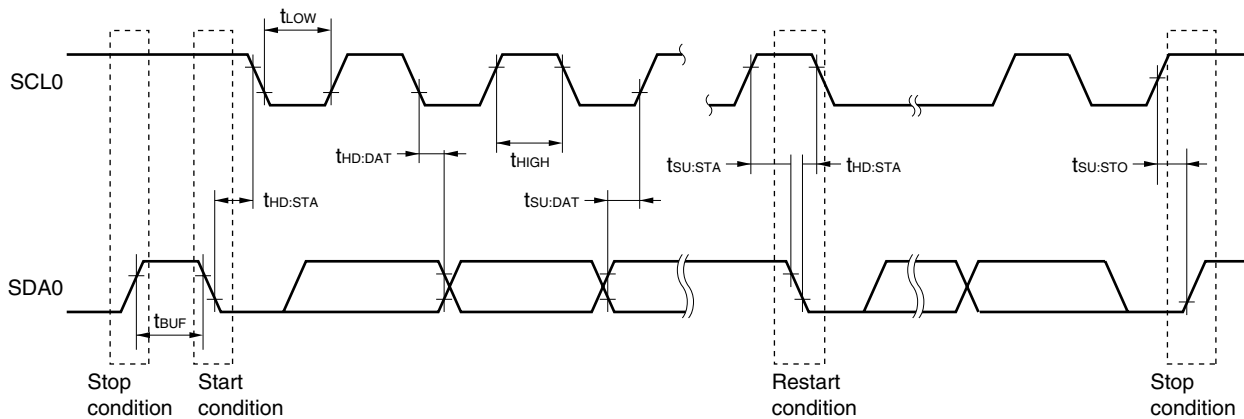 tLOW
SCL0
tHD:DAT
tHIGH
tSU:STA
tHD:STA
tSU:STO
tHD:STA
tSU:DAT
SDA0
tBUF
Stop
condition
Start
condition
Restart
condition
Stop
condition